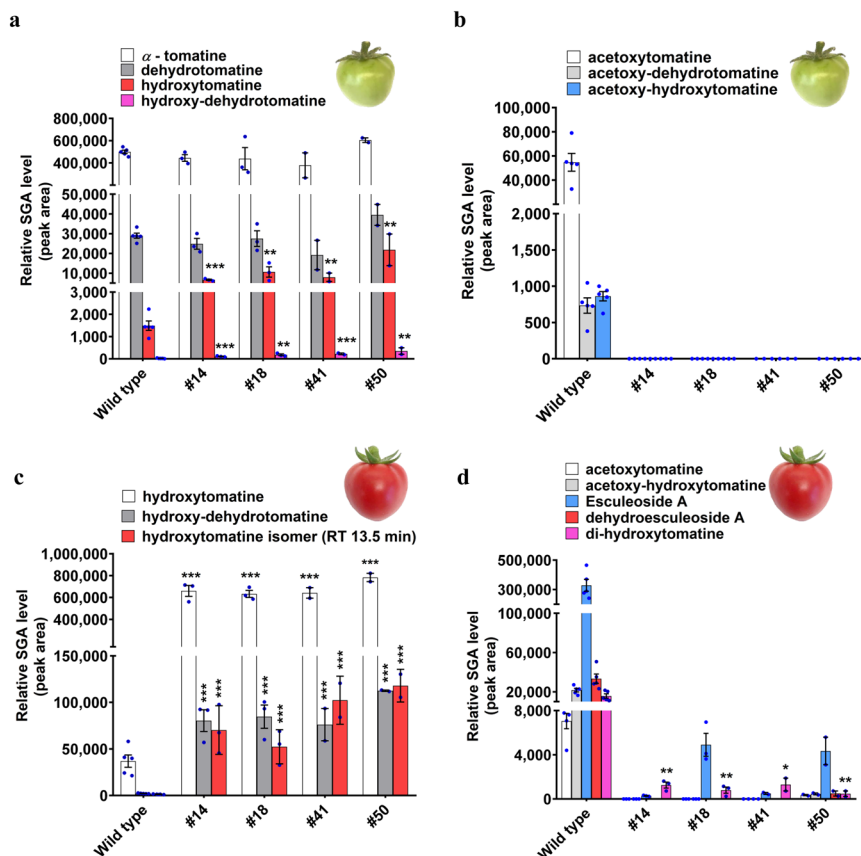 a
α - tomatine
dehydrotomatine
hydroxytomatine
hydroxy-dehydrotomatine
Relative SGA level
(peak area)
800,000
600,000
400,000
50,000
40,000
30,000
20,000
10,000
3,000
2,000
1,000
0
***
**
**
**
***
**
***
**
Wild type
#14
#18
#41
#50
b
acetoxytomatine
acetoxy-dehydrotomatine
acetoxy-hydroxytomatine
Relative SGA level
(peak area)
100,000
80,000
60,000
40,000
20,000
2,000
1,500
1,000
500
0
Wild type
#14
#18
#41
#50
c
hydroxytomatine
hydroxy-dehydrotomatine
hydroxytomatine isomer (RT 13.5 min)
Relative SGA level
(peak area)
1,000,000
800,000
600,000
400,000
150,000
100,000
50,000
0
***
***
***
***
***
***
***
***
***
***
***
***
Wild type
#14
#18
#41
#50
d
acetoxytomatine
acetoxy-hydroxytomatine
Esculeoside A
dehydroesculeoside A
di-hydroxytomatine
Relative SGA level
(peak area)
500,000
300,000
100,000
80,000
60,000
40,000
20,000
8,000
4,000
0
**
**
*
**
Wild type
#14
#18
#41
#50